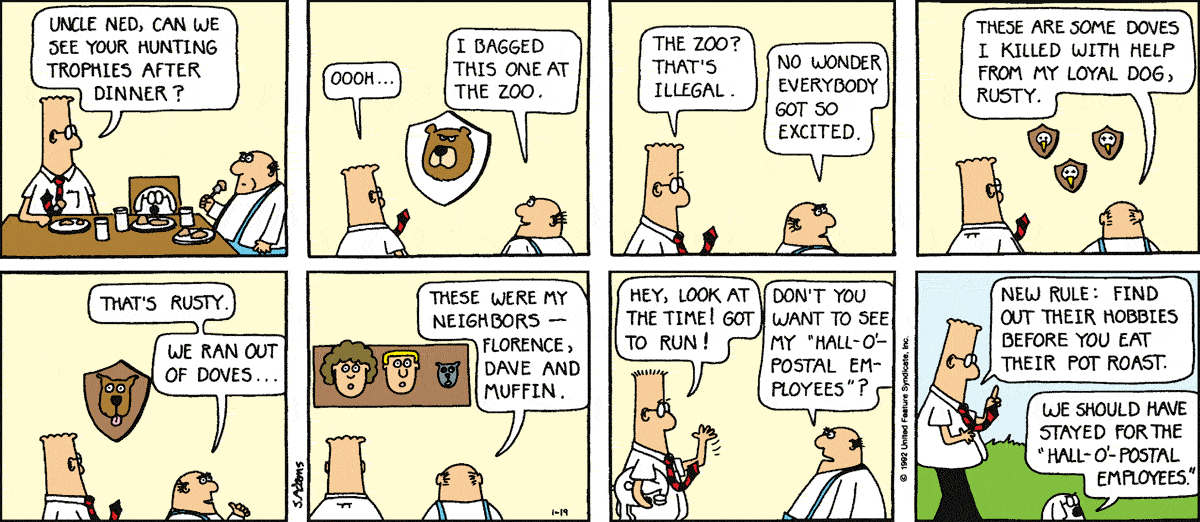 UNCLE NED, CAN WE
SEE YOUR HUNTING
TROPHIES AFTER
DINNER?
OOOH...
I BAGGED
THIS ONE AT
THE ZOO.
THE ZOO?
THAT'S
ILLEGAL.
NO WONDER
EVERYBODY
GOT SO
EXCITED.
THESE ARE SOME DOVES
I KILLED WITH HELP
FROM MY LOYAL DOG,
RUSTY.
THAT'S RUSTY.
WE RAN OUT
OF DOVES...
S.Adams
THESE WERE MY
NEIGHBORS —
FLORENCE,
DAVE AND
MUFFIN.
1-19
HEY, LOOK AT
THE TIME! GOT
TO RUN!
DON'T YOU
WANT TO SEE
MY "HALL-O'-
POSTAL EM-
PLOYEES"?
© 1992 United Feature Syndicate, Inc.
NEW RULE: FIND
OUT THEIR HOBBIES
BEFORE YOU EAT
THEIR POT ROAST.
WE SHOULD HAVE
STAYED FOR THE
"HALL-O'-POSTAL
EMPLOYEES."